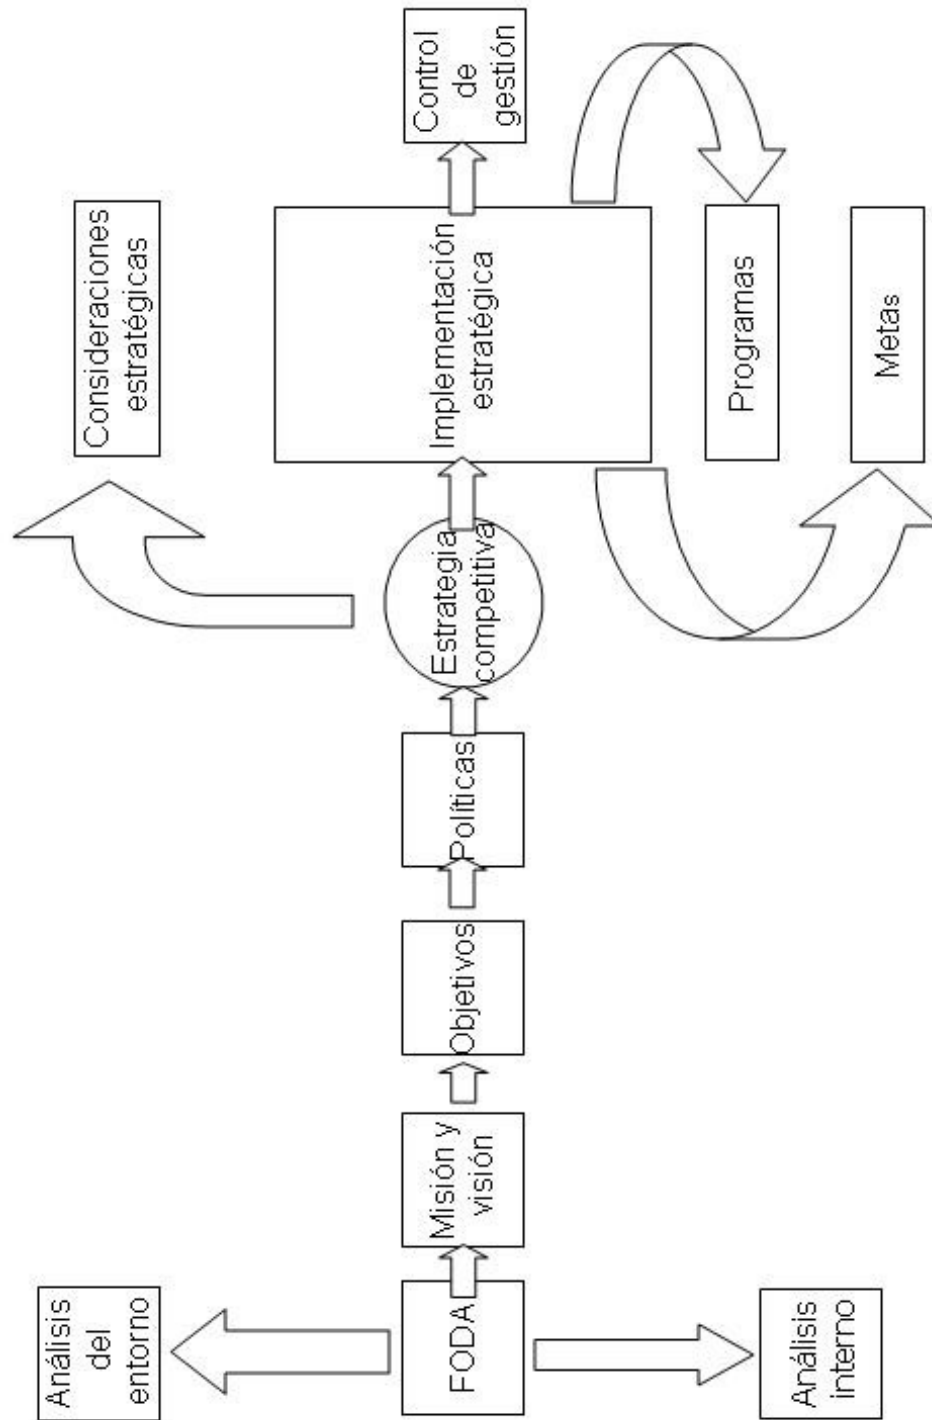 Análisis
del
entorno
FODA
Análisis
interno
Misión y
visión
Objetivos
Políticas
Estrategia
competitiva
Consideraciones
estratégicas
Implementación
estratégica
Programas
Metas
Control
de
gestión